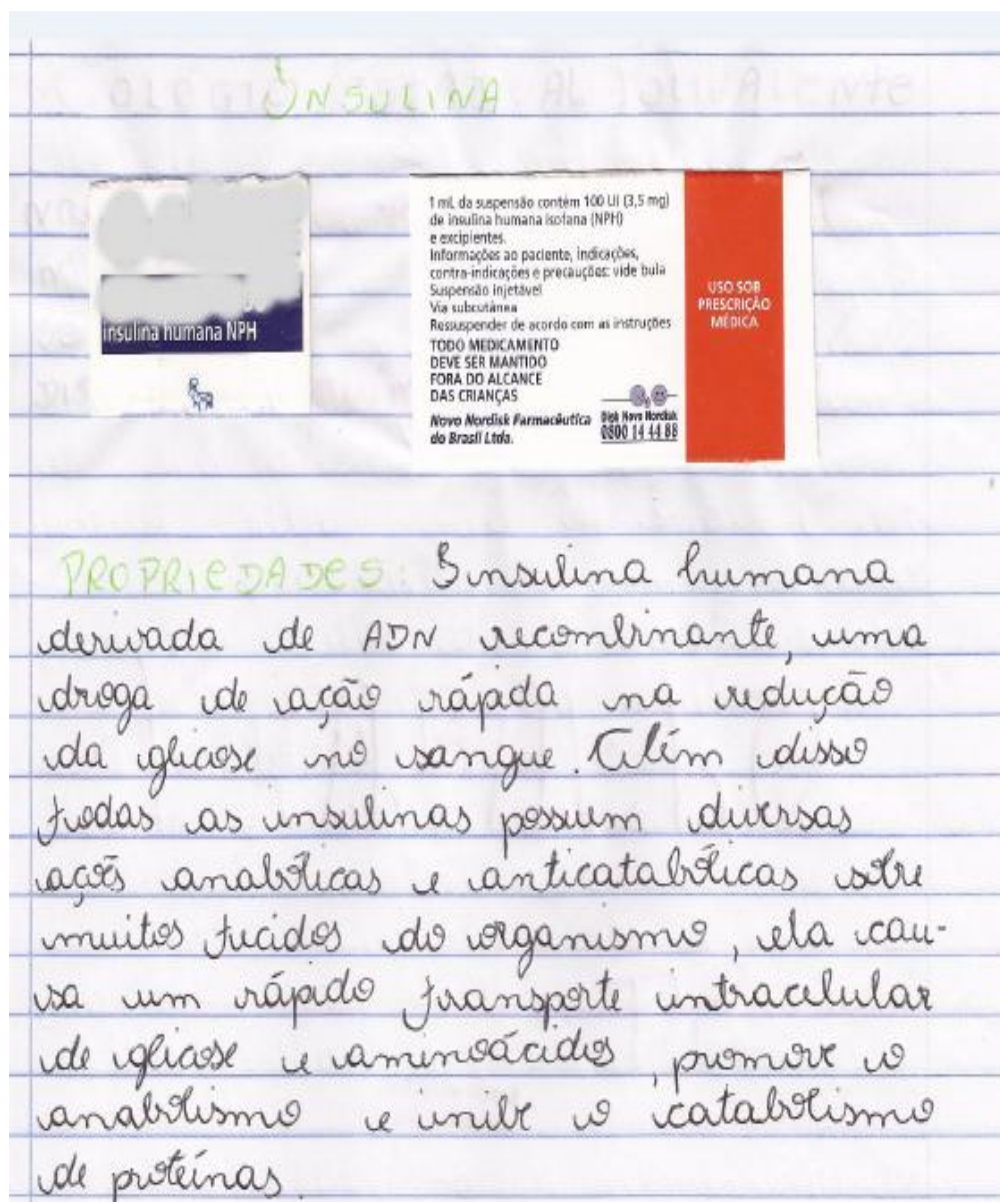 INSULINA
insulina humana NPH
1 mL da suspensão contém 100 UI (3,5 mg)
de insulina humana isofana (NPH)
e excipientes.
Informações ao paciente, indicações,
contra-indicações e precauções: vide bula
Suspensão injetável
Via subcutânea
Ressuspender de acordo com as instruções
TODO MEDICAMENTO
DEVE SER MANTIDO
FORA DO ALCANCE
DAS CRIANÇAS
Novo Nordisk Farmacêutica
do Brasil Ltda.
Disk Novo Nordisk
0800 14 44 88
USO SOB
PRESCRIÇÃO
MÉDICA
PROPRIEDADES: Insulina humana
derivada de ADN recombinante, uma
droga de ação rápida na redução
da glicose no sangue. Além disso
todas as insulinas possuem diversas
ações anabólicas e anticatabólicas sobre
muitos tucidos do organismo, ela cau-
sa um rápido transporte intracelular
de glicose e aminoácidos, promove o
anabolismo e inibe o catabolismo
de proteínas.